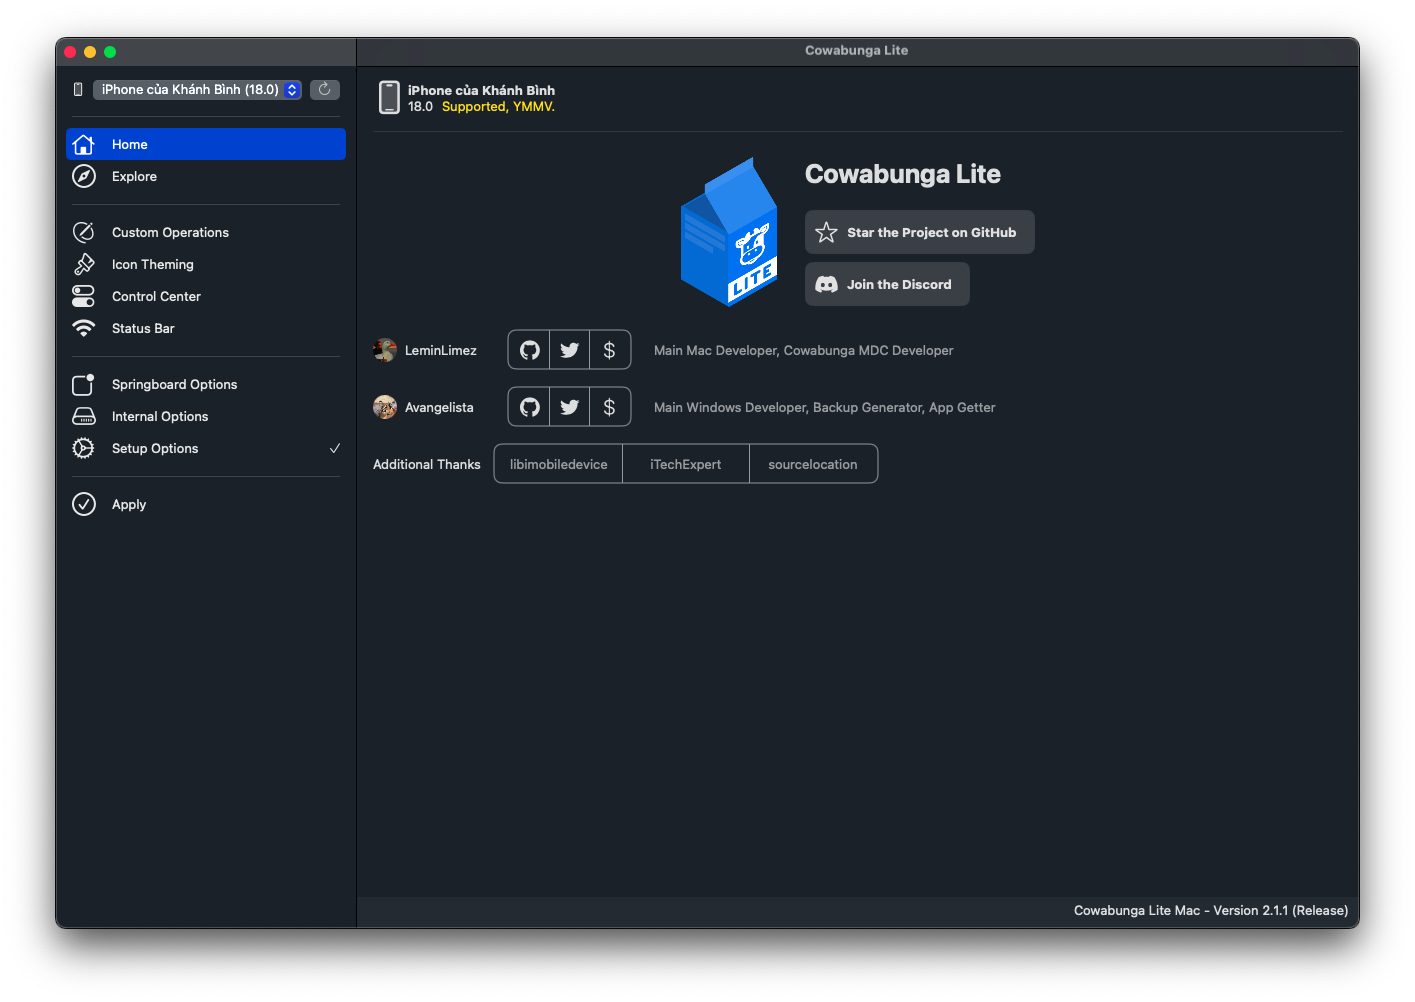 Cowabunga Lite
iPhone của Khánh Bình (18.0)
Home
Explore
Custom Operations
Icon Theming
Control Center
Status Bar
Springboard Options
Internal Options
Setup Options
Apply
iPhone của Khánh Bình
18.0 Supported, YMMV.
LITE
Cowabunga Lite
Star the Project on GitHub
Join the Discord
LeminLimez $ Main Mac Developer, Cowabunga MDC Developer
Avangelista $ Main Windows Developer, Backup Generator, App Getter
Additional Thanks libimobiledevice iTechExpert sourcelocation
Cowabunga Lite Mac - Version 2.1.1 (Release)